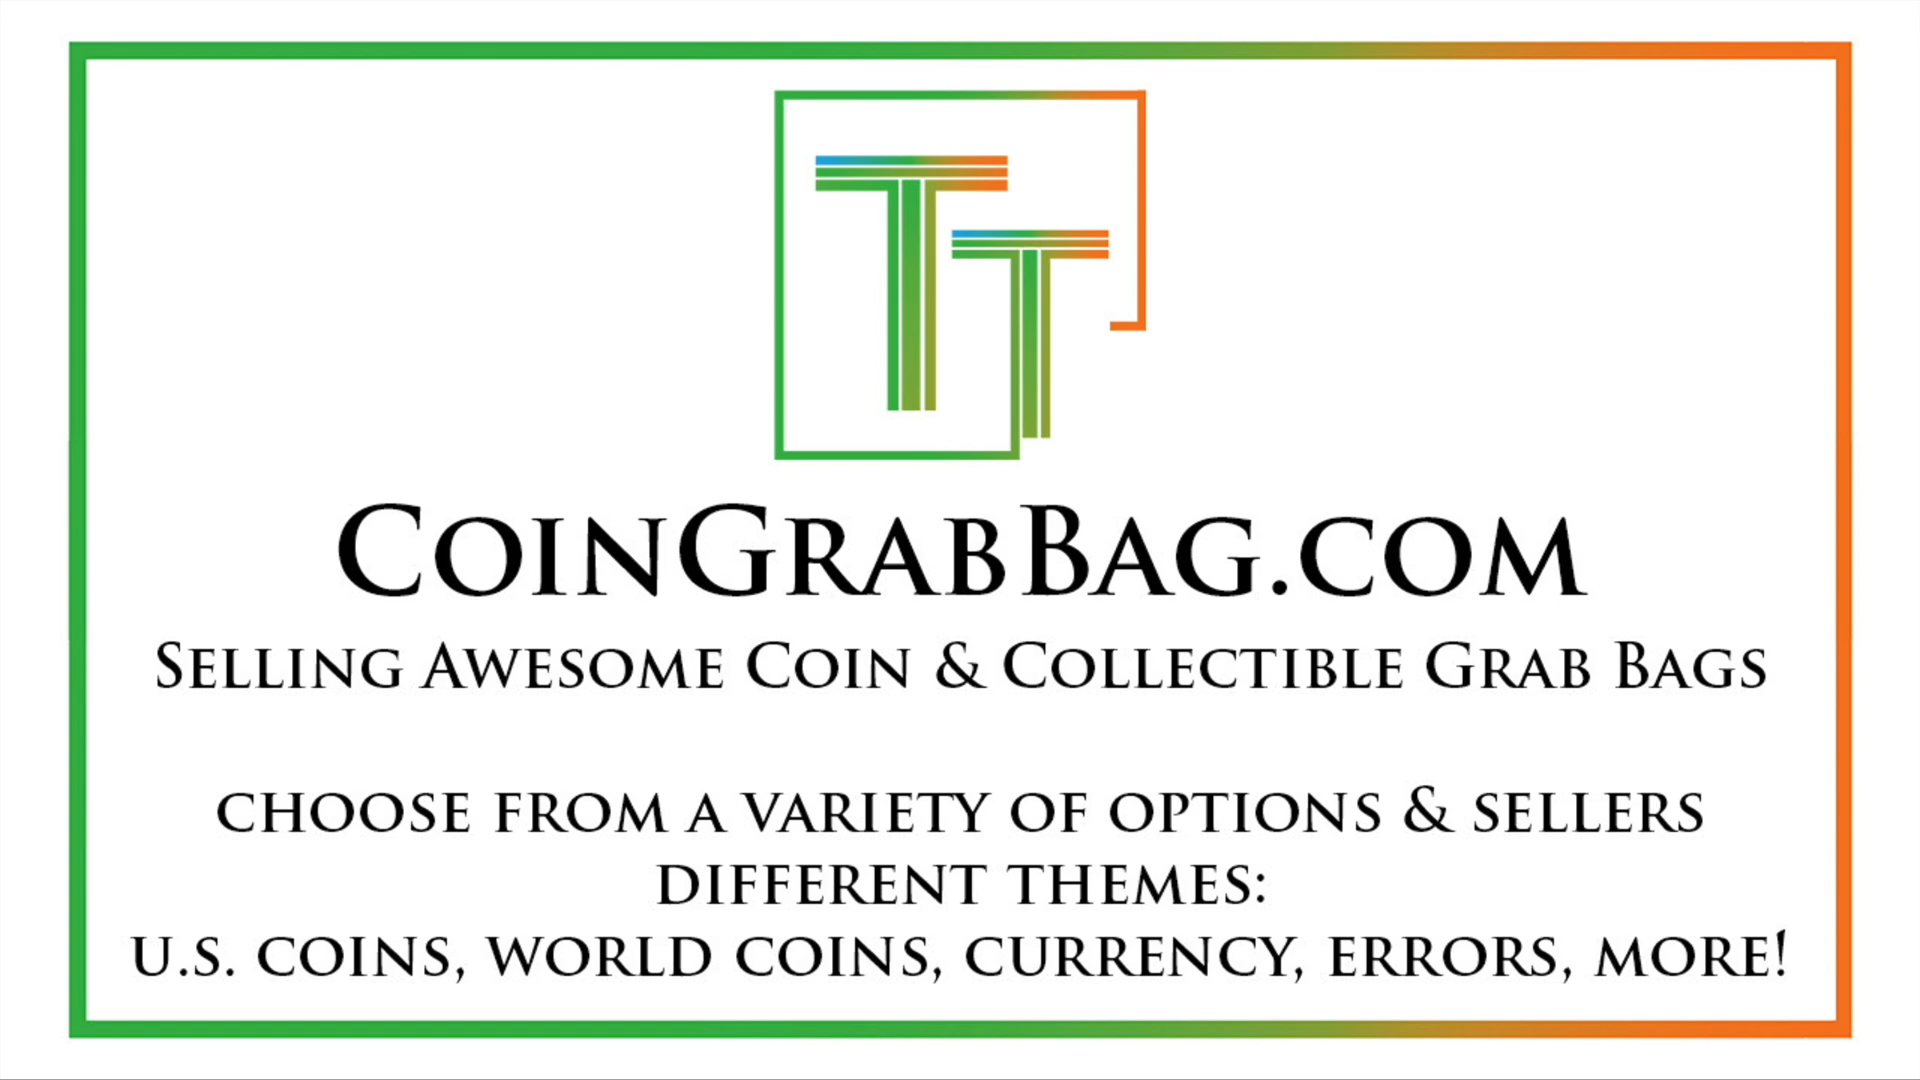 TT
CoinGrabBag.com
Selling Awesome Coin & Collectible Grab Bags
choose from a variety of options & sellers
different themes:
u.s. coins, world coins, currency, errors, more!